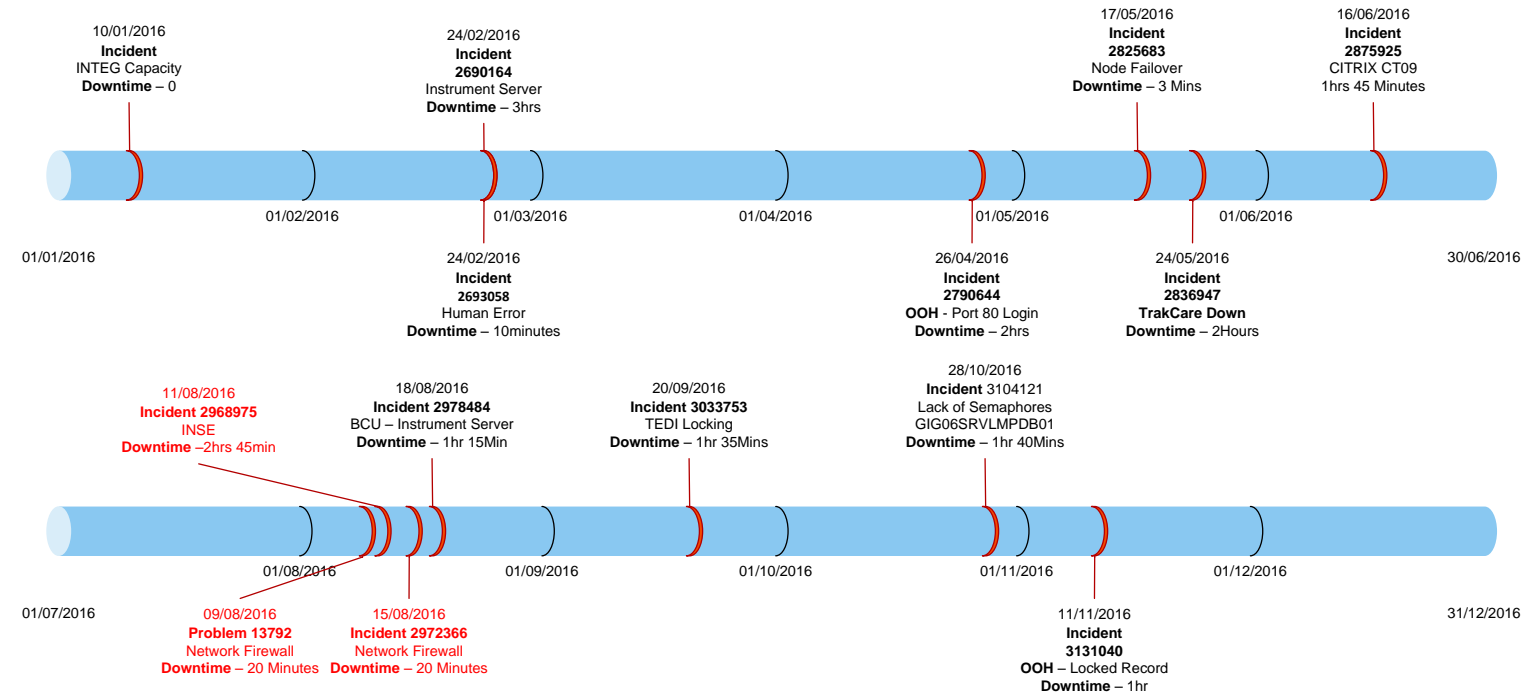 10/01/2016
Incident
INTEG Capacity
Downtime – 0
24/02/2016
Incident
2690164
Instrument Server
Downtime – 3hrs
17/05/2016
Incident
2825683
Node Failover
Downtime – 3 Mins
16/06/2016
Incident
2875925
CITRIX CT09
1hrs 45 Minutes
01/02/2016
01/03/2016
01/04/2016
01/05/2016
01/06/2016
01/01/2016
30/06/2016
24/02/2016
Incident
2693058
Human Error
Downtime – 10minutes
26/04/2016
Incident
2790644
OOH - Port 80 Login
Downtime – 2hrs
24/05/2016
Incident
2836947
TrakCare Down
Downtime – 2Hours
11/08/2016
Incident 2968975
INSE
Downtime –2hrs 45min
18/08/2016
Incident 2978484
BCU – Instrument Server
Downtime – 1hr 15Min
20/09/2016
Incident 3033753
TEDI Locking
Downtime – 1hr 35Mins
28/10/2016
Incident 3104121
Lack of Semaphores
GIG06SRVLMPDB01
Downtime – 1hr 40Mins
01/08/2016
01/09/2016
01/10/2016
01/11/2016
01/12/2016
01/07/2016
31/12/2016
09/08/2016
Problem 13792
Network Firewall
Downtime – 20 Minutes
15/08/2016
Incident 2972366
Network Firewall
Downtime – 20 Minutes
11/11/2016
Incident
3131040
OOH – Locked Record
Downtime – 1hr